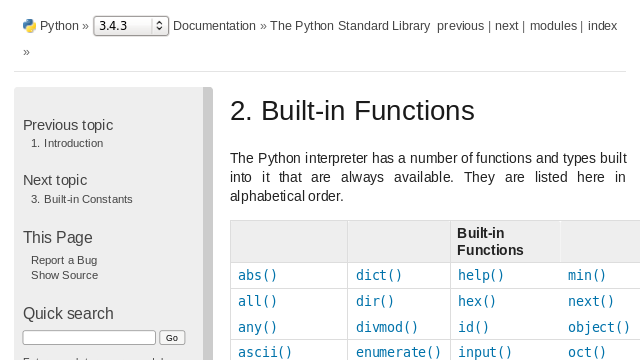 Python » 3.4.3 Documentation » The Python Standard Library previous | next | modules | index
»
Previous topic
1. Introduction
Next topic
3. Built-in Constants
This Page
Report a Bug
Show Source
Quick search
Go
2. Built-in Functions
The Python interpreter has a number of functions and types built
into it that are always available. They are listed here in
alphabetical order.
Built-in
Functions
abs() dict() help() min()
all() dir() hex() next()
any() divmod() id() object()
ascii() enumerate() input() oct()